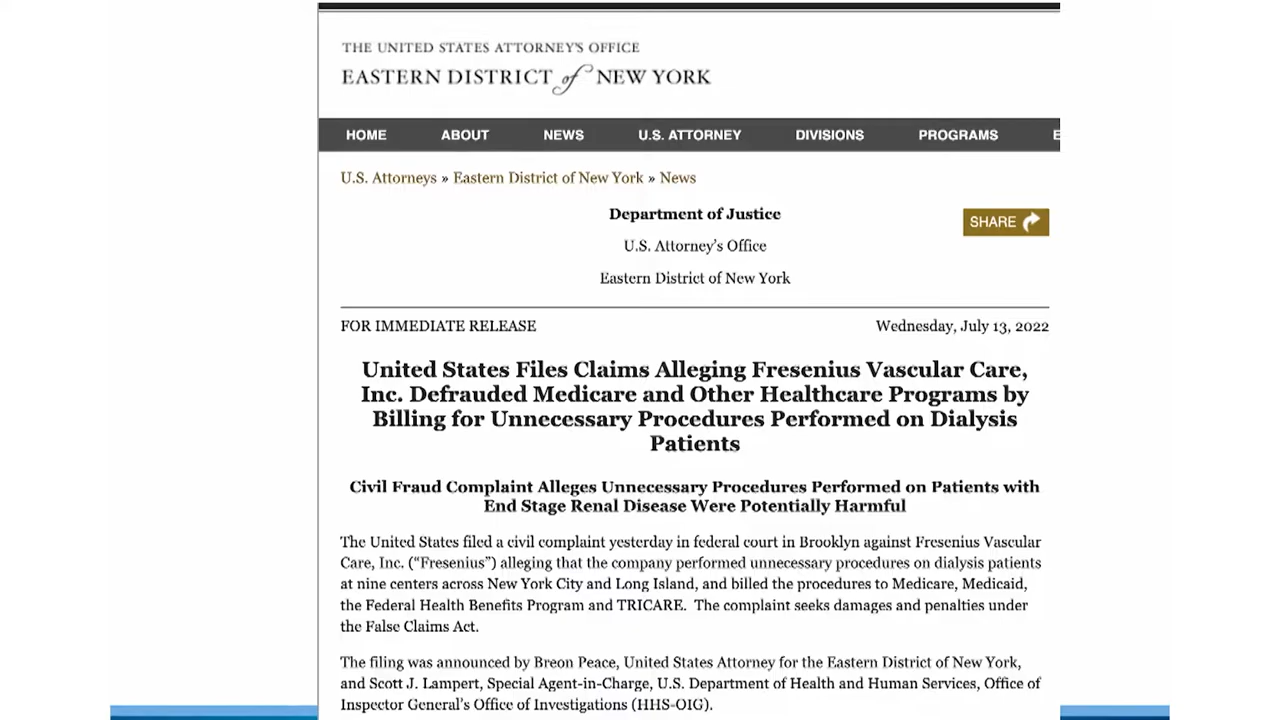 THE UNITED STATES ATTORNEY'S OFFICE
EASTERN DISTRICT of NEW YORK
HOME ABOUT NEWS U.S. ATTORNEY DIVISIONS PROGRAMS E
U.S. Attorneys » Eastern District of New York » News
Department of Justice
SHARE
U.S. Attorney's Office
Eastern District of New York
FOR IMMEDIATE RELEASE Wednesday, July 13, 2022
United States Files Claims Alleging Fresenius Vascular Care,
Inc. Defrauded Medicare and Other Healthcare Programs by
Billing for Unnecessary Procedures Performed on Dialysis
Patients
Civil Fraud Complaint Alleges Unnecessary Procedures Performed on Patients with
End Stage Renal Disease Were Potentially Harmful
The United States filed a civil complaint yesterday in federal court in Brooklyn against Fresenius Vascular
Care, Inc. (“Fresenius”) alleging that the company performed unnecessary procedures on dialysis patients
at nine centers across New York City and Long Island, and billed the procedures to Medicare, Medicaid,
the Federal Health Benefits Program and TRICARE. The complaint seeks damages and penalties under
the False Claims Act.
The filing was announced by Breon Peace, United States Attorney for the Eastern District of New York,
and Scott J. Lampert, Special Agent-in-Charge, U.S. Department of Health and Human Services, Office of
Inspector General's Office of Investigations (HHS-OIG).